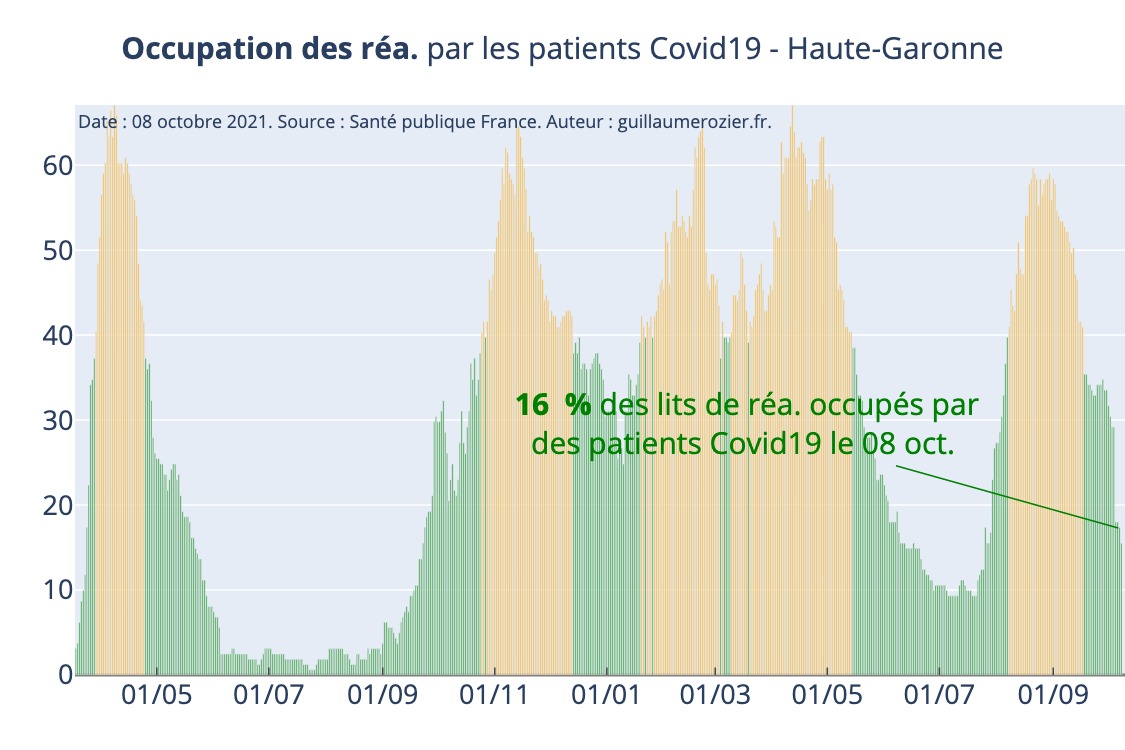 Occupation des réa. par les patients Covid19 - Haute-Garonne
Date : 08 octobre 2021. Source : Santé publique France. Auteur : guillaumerozier.fr.
60
50
40
30
20
10
0
16  % des lits de réa. occupés par
des patients Covid19 le 08 oct.
01/05 01/07 01/09 01/11 01/01 01/03 01/05 01/07 01/09